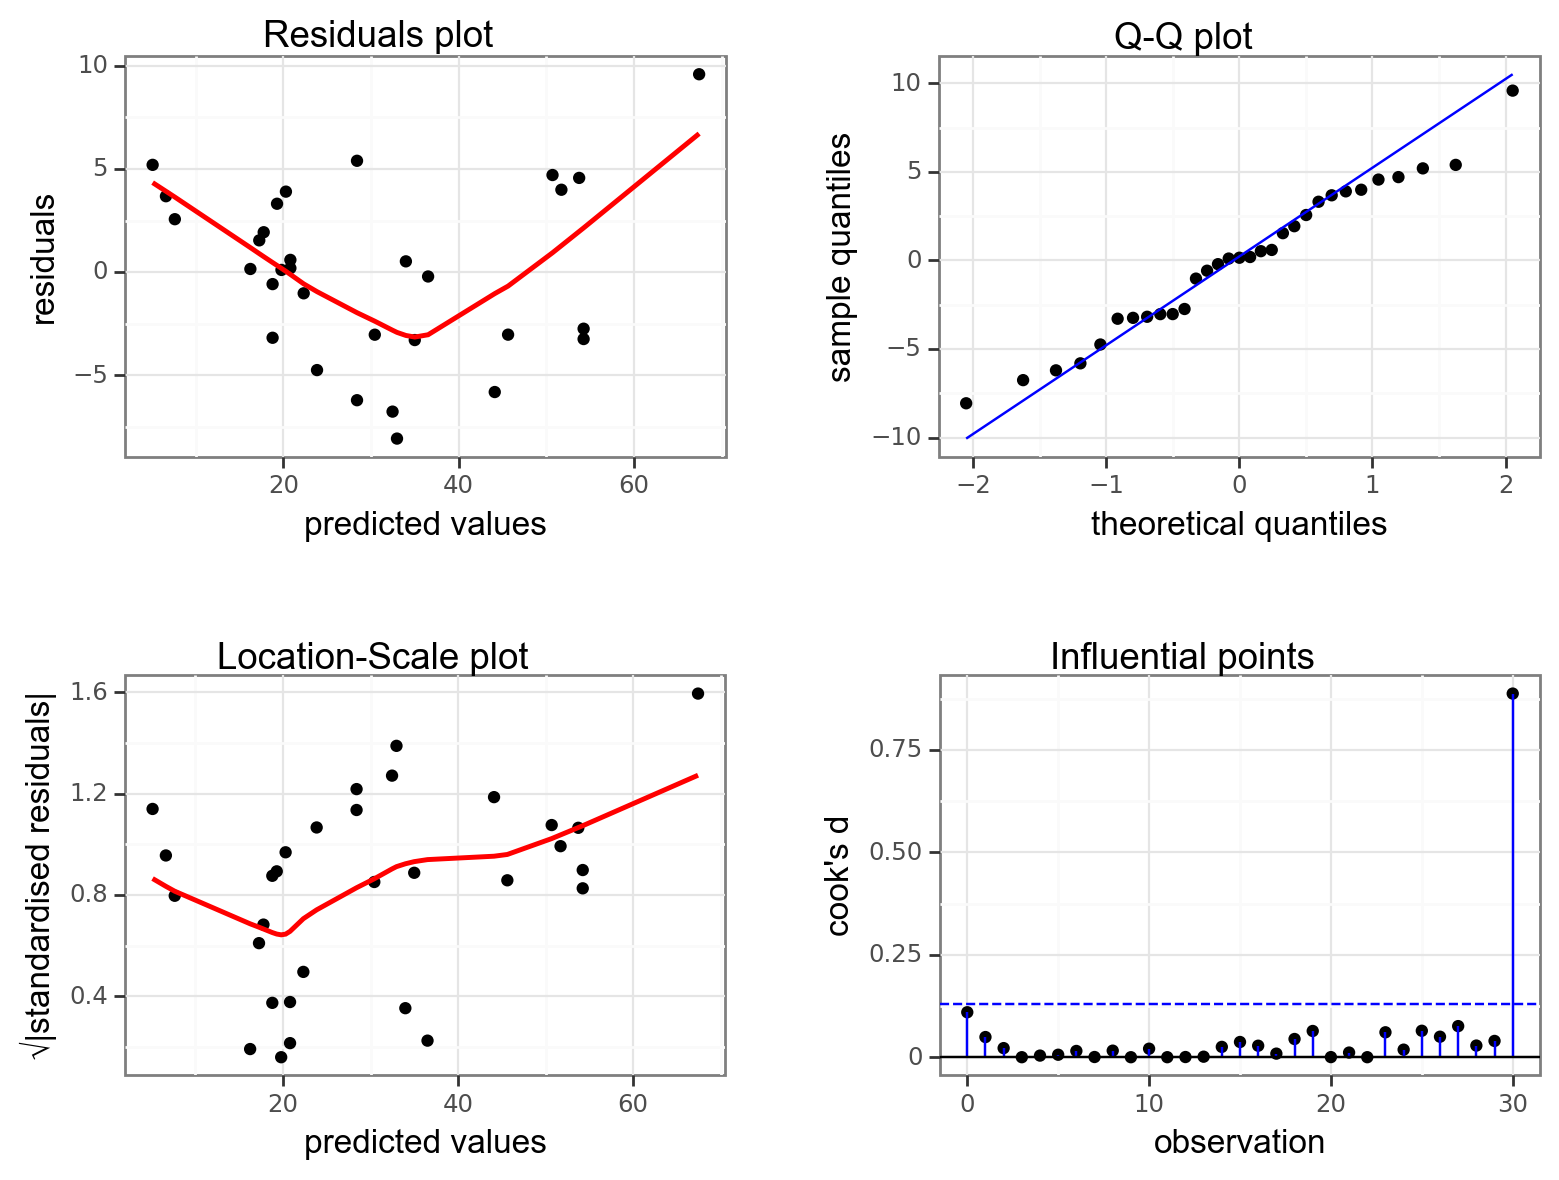 Residuals plot
10
5
0
−5
residuals
20
40
60
predicted values
Q-Q plot
10
5
0
−5
−10
sample quantiles
−2
−1
0
1
2
theoretical quantiles
Location-Scale plot
1.6
1.2
0.8
0.4
√|standardised residuals|
20
40
60
predicted values
Influential points
0.75
0.50
0.25
0
cook's d
0
10
20
30
observation